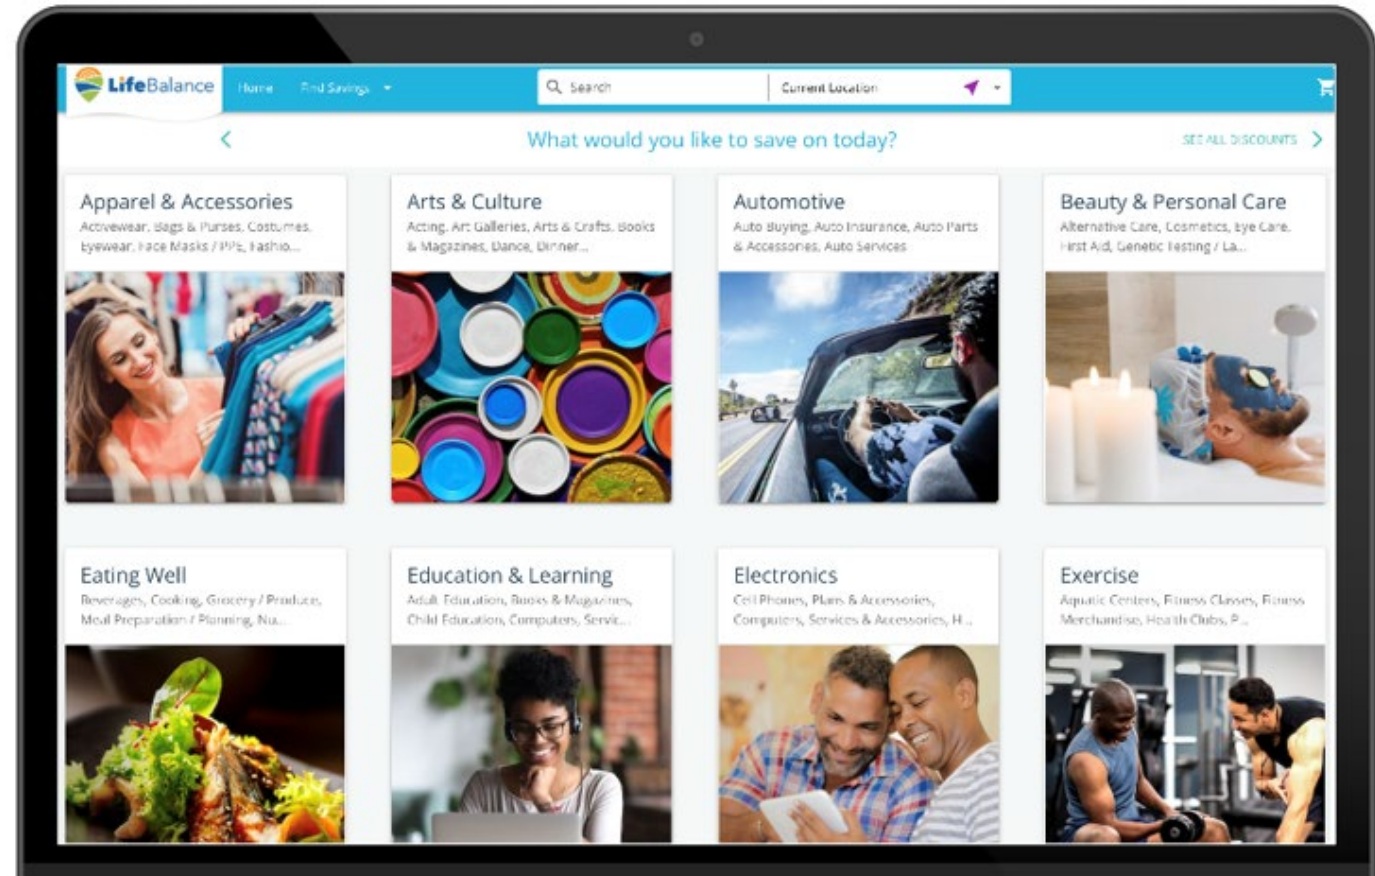 LifeBalance
Home
Find Savings
Search
Current Location
What would you like to save on today?
SEE ALL DISCOUNTS
Apparel & Accessories
Activewear, Bags & Purses, Costumes,
Eyewear, Face Masks / PPE, Fashio...
Arts & Culture
Acting, Art Galleries, Arts & Crafts, Books
& Magazines, Dance, Dinner...
Automotive
Auto Buying, Auto Insurance, Auto Parts
& Accessories, Auto Services
Beauty & Personal Care
Alternative Care, Cosmetics, Eye Care,
First Aid, Genetic Testing / La...
Eating Well
Beverages, Cooking, Grocery / Produce,
Meal Preparation / Planning, Nu...
Education & Learning
Adult Education, Books & Magazines,
Child Education, Computers, Servic...
Electronics
Cell Phones, Plans & Accessories,
Computers, Services & Accessories, H...
Exercise
Aquatic Centers, Fitness Classes, Fitness
Merchandise, Health Clubs, P...